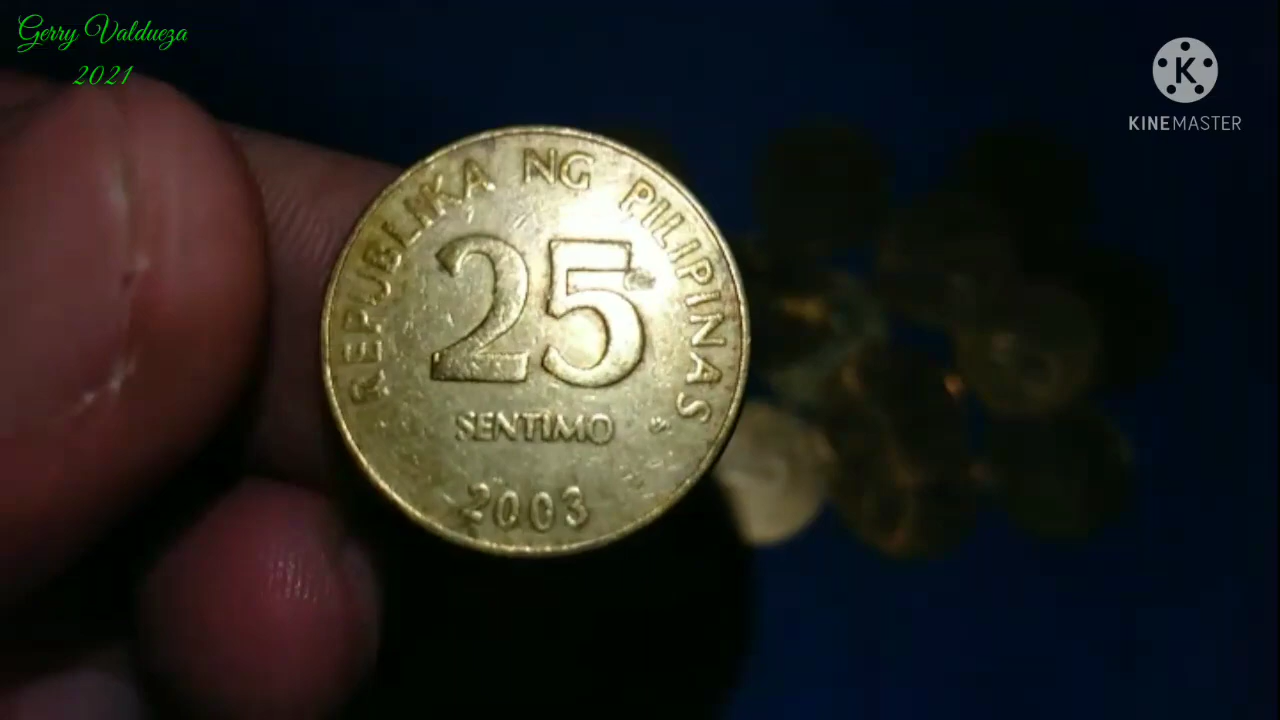 Gerry Valdueza
2021
K
KINEMASTER
REPUBLIKA NG PILIPINAS
25
SENTIMO
2003